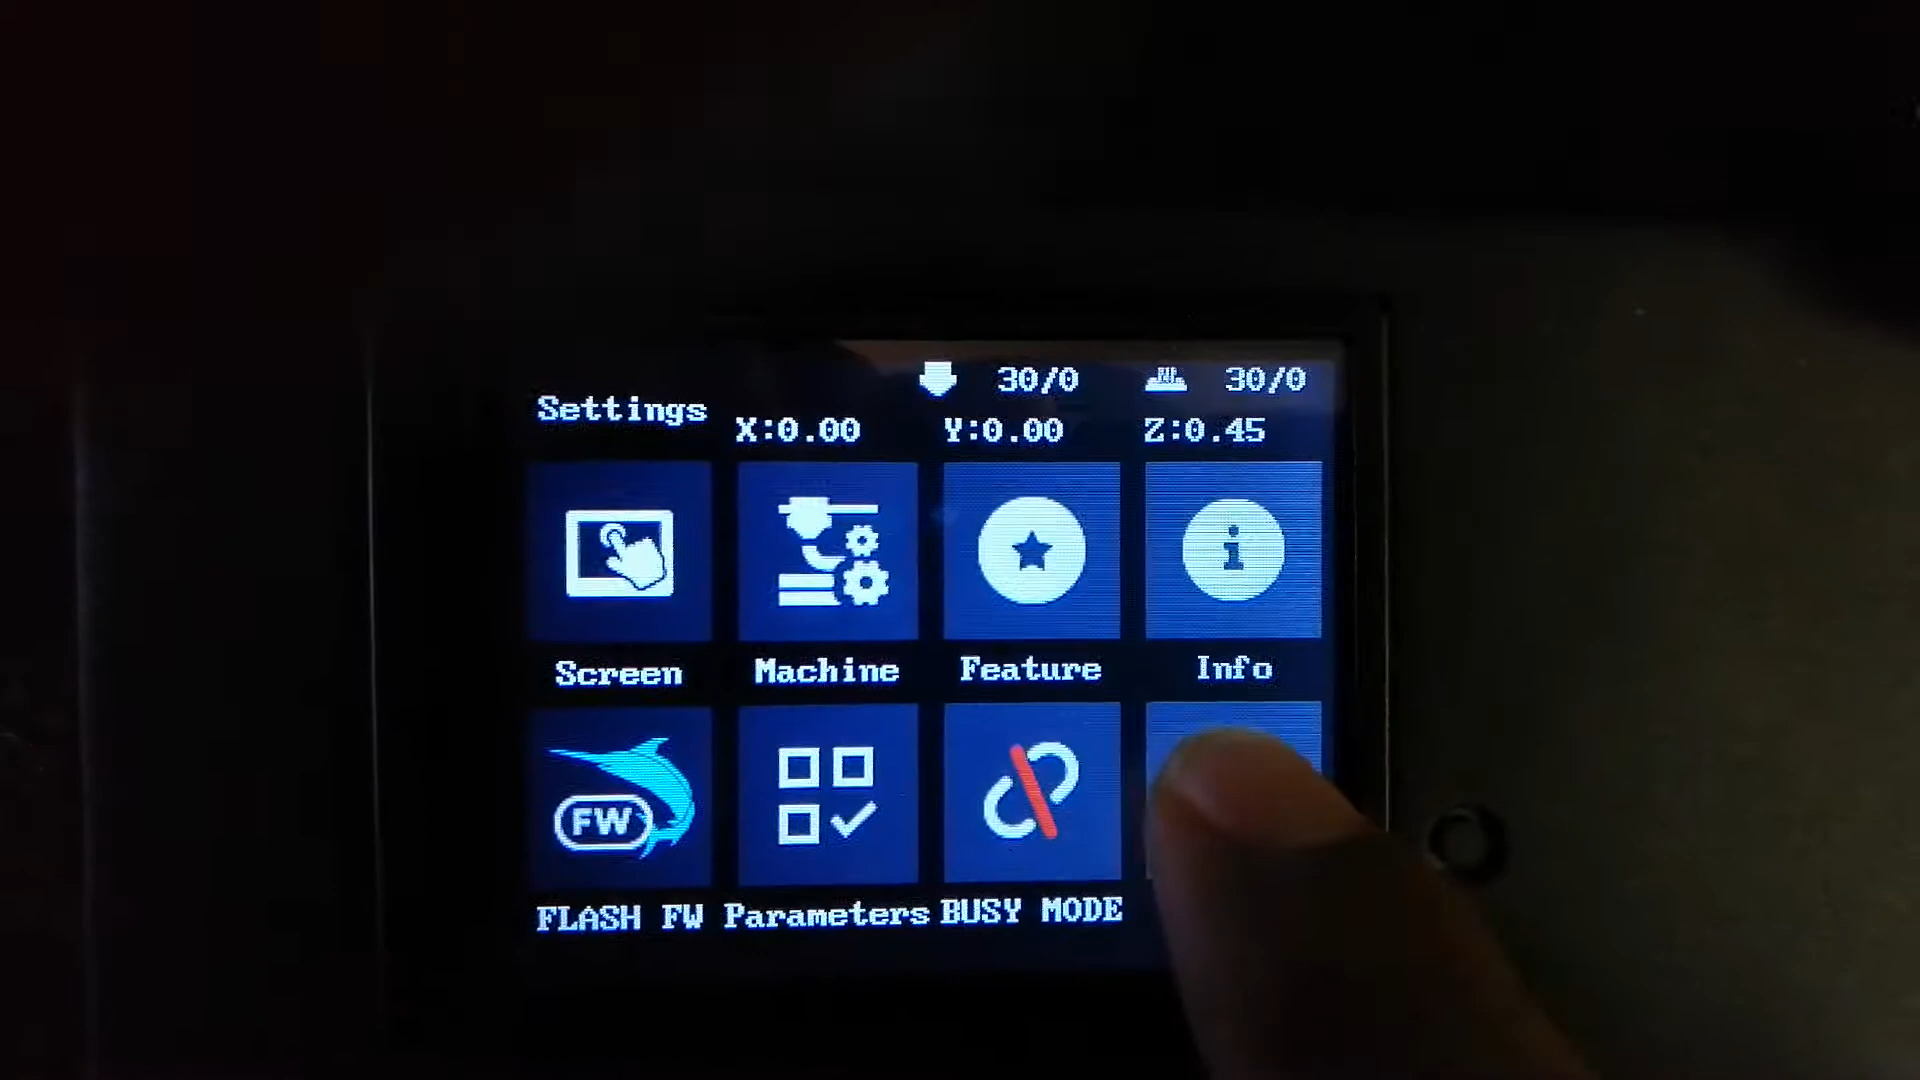 30/0 30/0
Settings X:0.00 Y:0.00 Z:0.45
Screen Machine Feature Info
FW
FLASH FW Parameters BUSY MODE